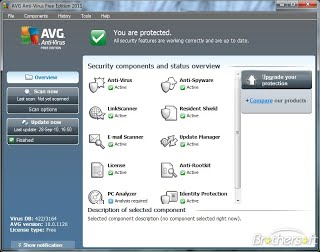 AVG Anti-Virus Free Edition 2011
File Components History Tools Help
AVG
Anti-Virus
FREE EDITION
You are protected.
All security features are working correctly and are up to date.
Overview
Scan now
Last scan: Not yet scanned
Scan options
Update now
Last update: 28-Sep-10, 16:50
Finished
Security components and status overview
Anti-Virus
Active
Anti-Spyware
Active
LinkScanner
Active
Resident Shield
Active
E-mail Scanner
Active
Update Manager
Active
License
Active
Anti-Rootkit
Active
PC Analyzer
Analysis required
Identity Protection
Active
Upgrade your
protection
Compare our products
Description of selected component
Selected component description (no component selected right now).
Virus DB: 422/3164
AVG version: 10.0.1120
License type: Free
Show notification
Brothersoft